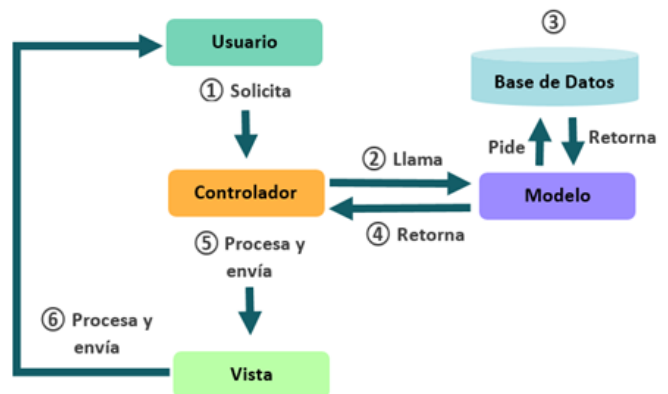 Usuario
① Solicita
③
Base de Datos
Pide
Retorna
② Llama
Controlador
Modelo
④ Retorna
⑤ Procesa y
envía
⑥ Procesa y
envía
Vista